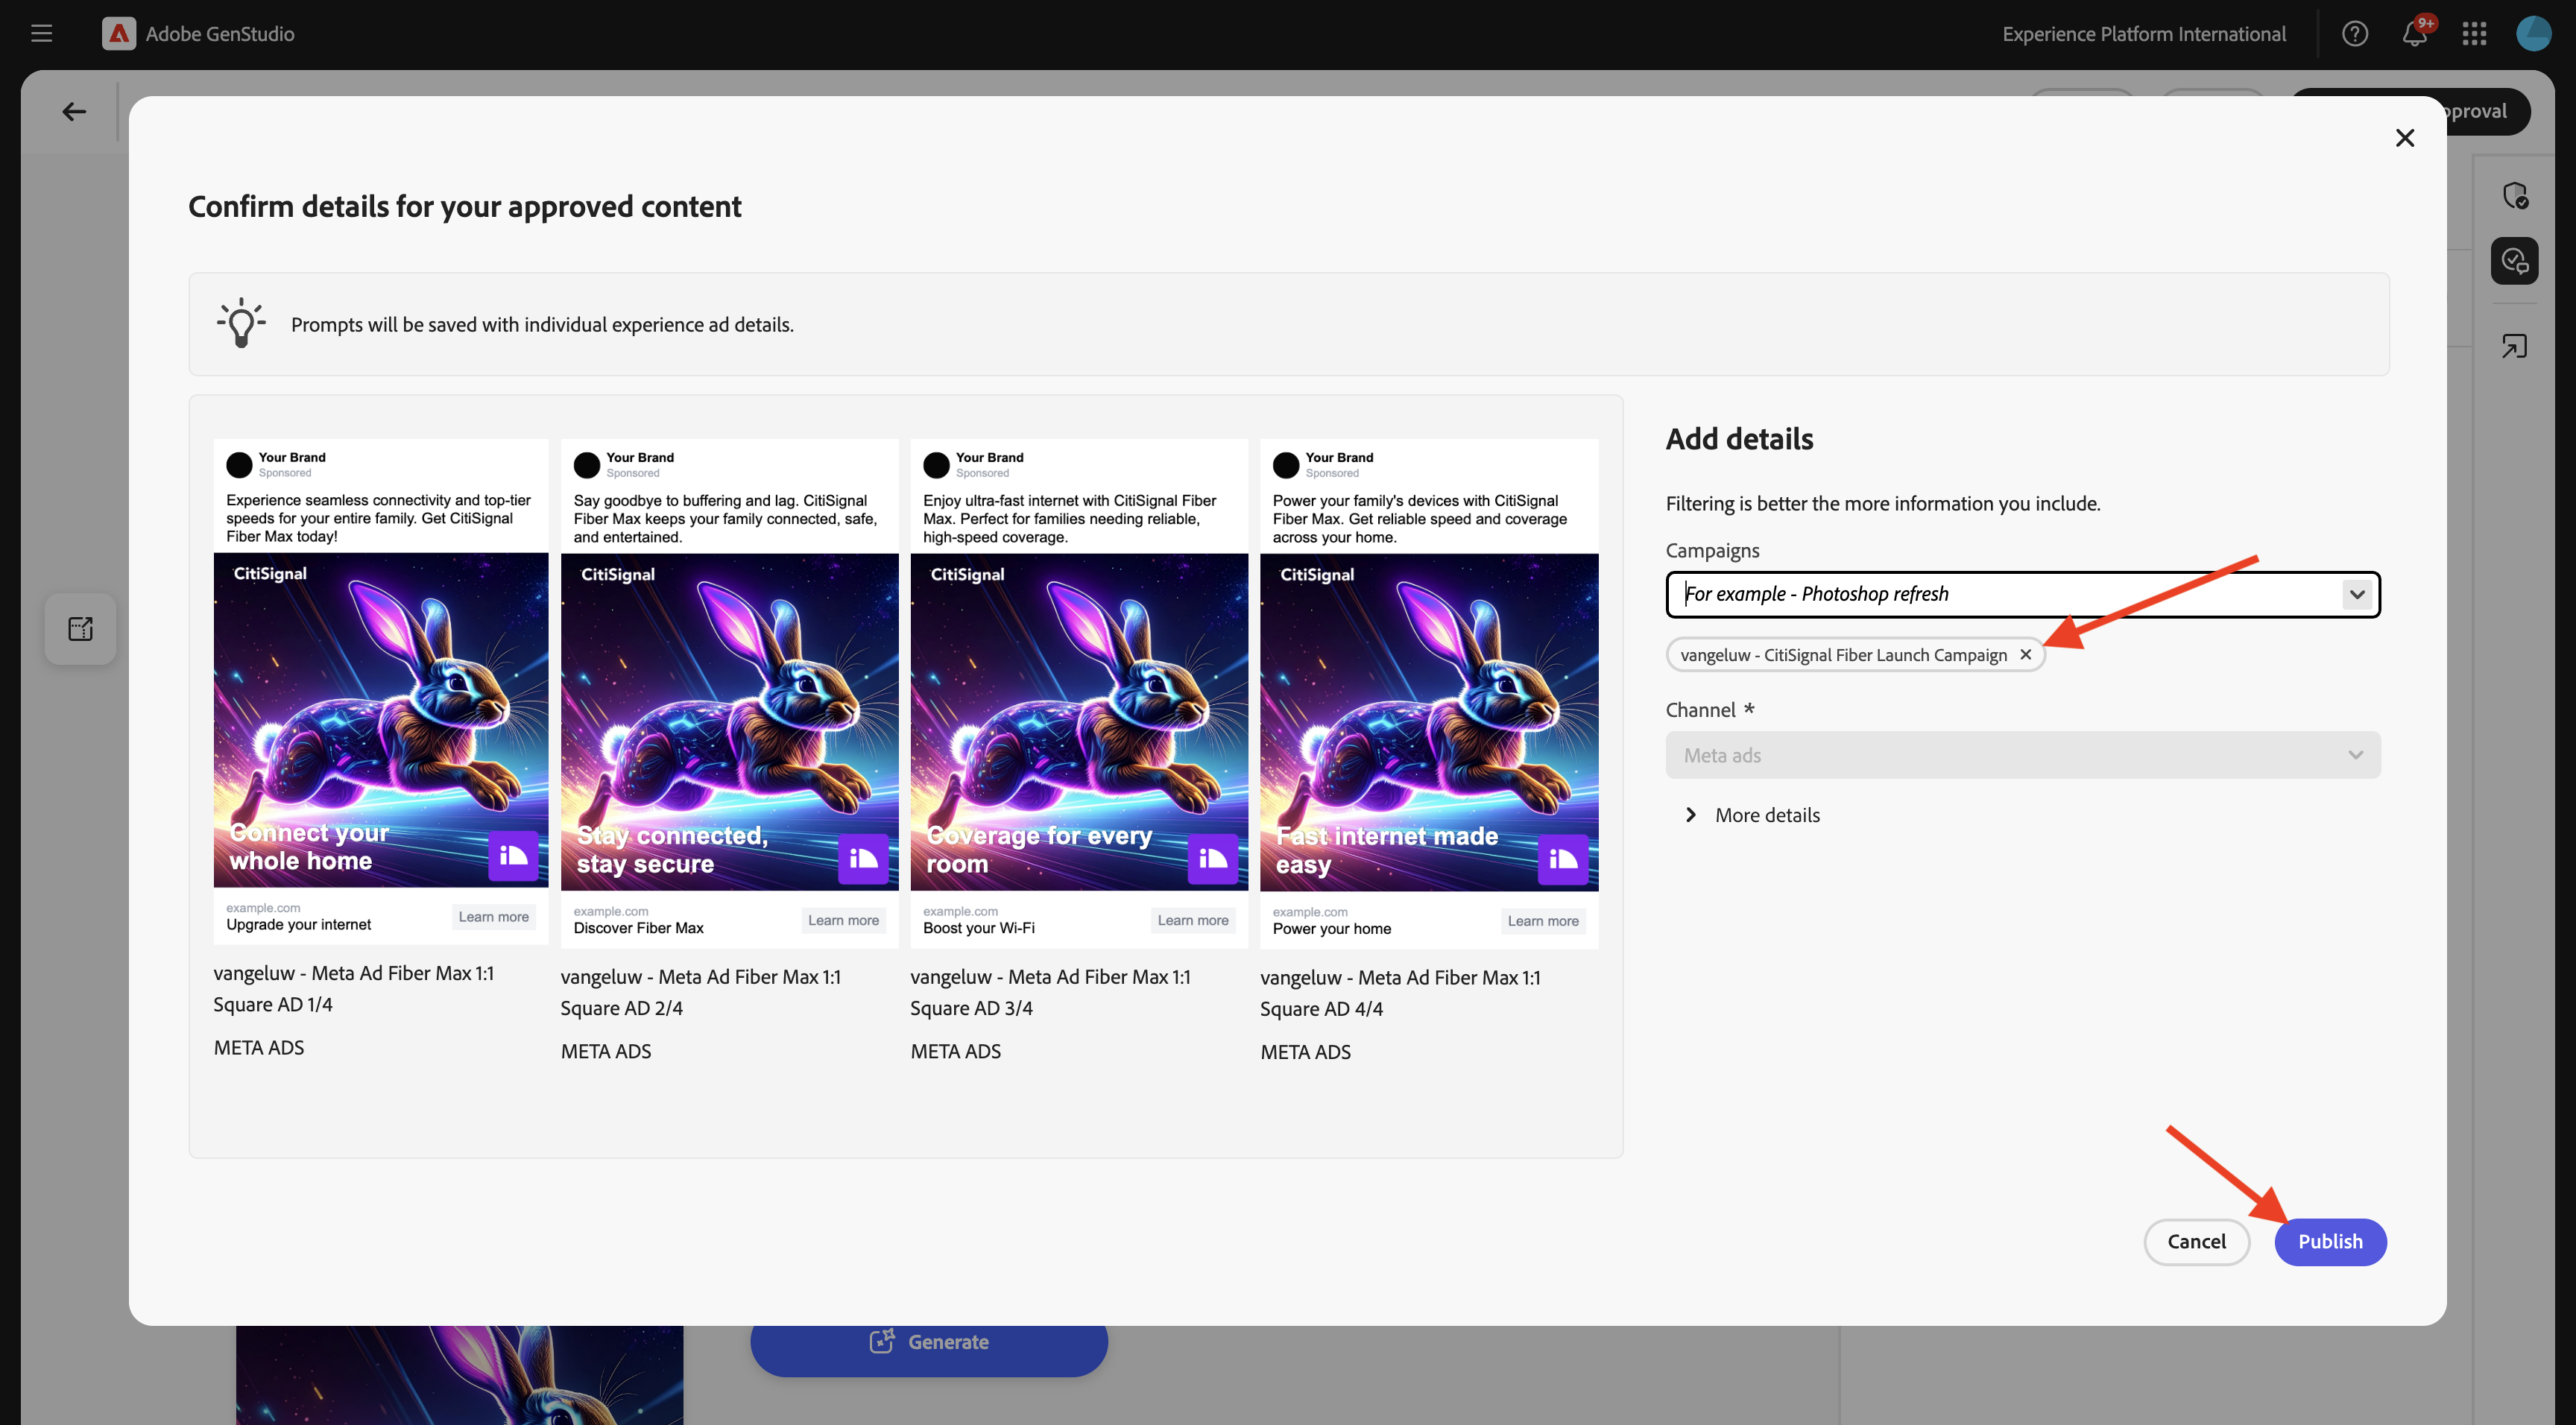 Adobe GenStudio
Experience Platform International
9+
pproval
Confirm details for your approved content
Prompts will be saved with individual experience ad details.
Your Brand
Sponsored
Experience seamless connectivity and top-tier
speeds for your entire family. Get CitiSignal
Fiber Max today!
CitiSignal
Connect your
whole home
example.com
Upgrade your internet
Learn more
vangeluw - Meta Ad Fiber Max 1:1
Square AD 1/4
META ADS
Your Brand
Sponsored
Say goodbye to buffering and lag. CitiSignal
Fiber Max keeps your family connected, safe,
and entertained.
CitiSignal
Stay connected,
stay secure
example.com
Discover Fiber Max
Learn more
vangeluw - Meta Ad Fiber Max 1:1
Square AD 2/4
META ADS
Your Brand
Sponsored
Enjoy ultra-fast internet with CitiSignal Fiber
Max. Perfect for families needing reliable,
high-speed coverage.
CitiSignal
Coverage for every
room
example.com
Boost your Wi-Fi
Learn more
vangeluw - Meta Ad Fiber Max 1:1
Square AD 3/4
META ADS
Your Brand
Sponsored
Power your family's devices with CitiSignal
Fiber Max. Get reliable speed and coverage
across your home.
CitiSignal
Fast internet made
easy
example.com
Power your home
Learn more
vangeluw - Meta Ad Fiber Max 1:1
Square AD 4/4
META ADS
Add details
Filtering is better the more information you include.
Campaigns
For example - Photoshop refresh
vangeluw - CitiSignal Fiber Launch Campaign
Channel *
Meta ads
More details
Cancel
Publish
Generate